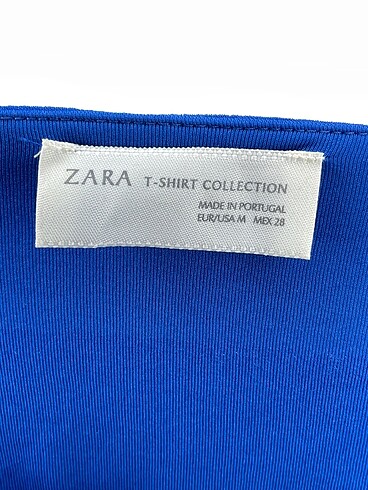 ZARA T-SHIRT COLLECTION
MADE IN PORTUGAL
EUR/USA M MEX 28